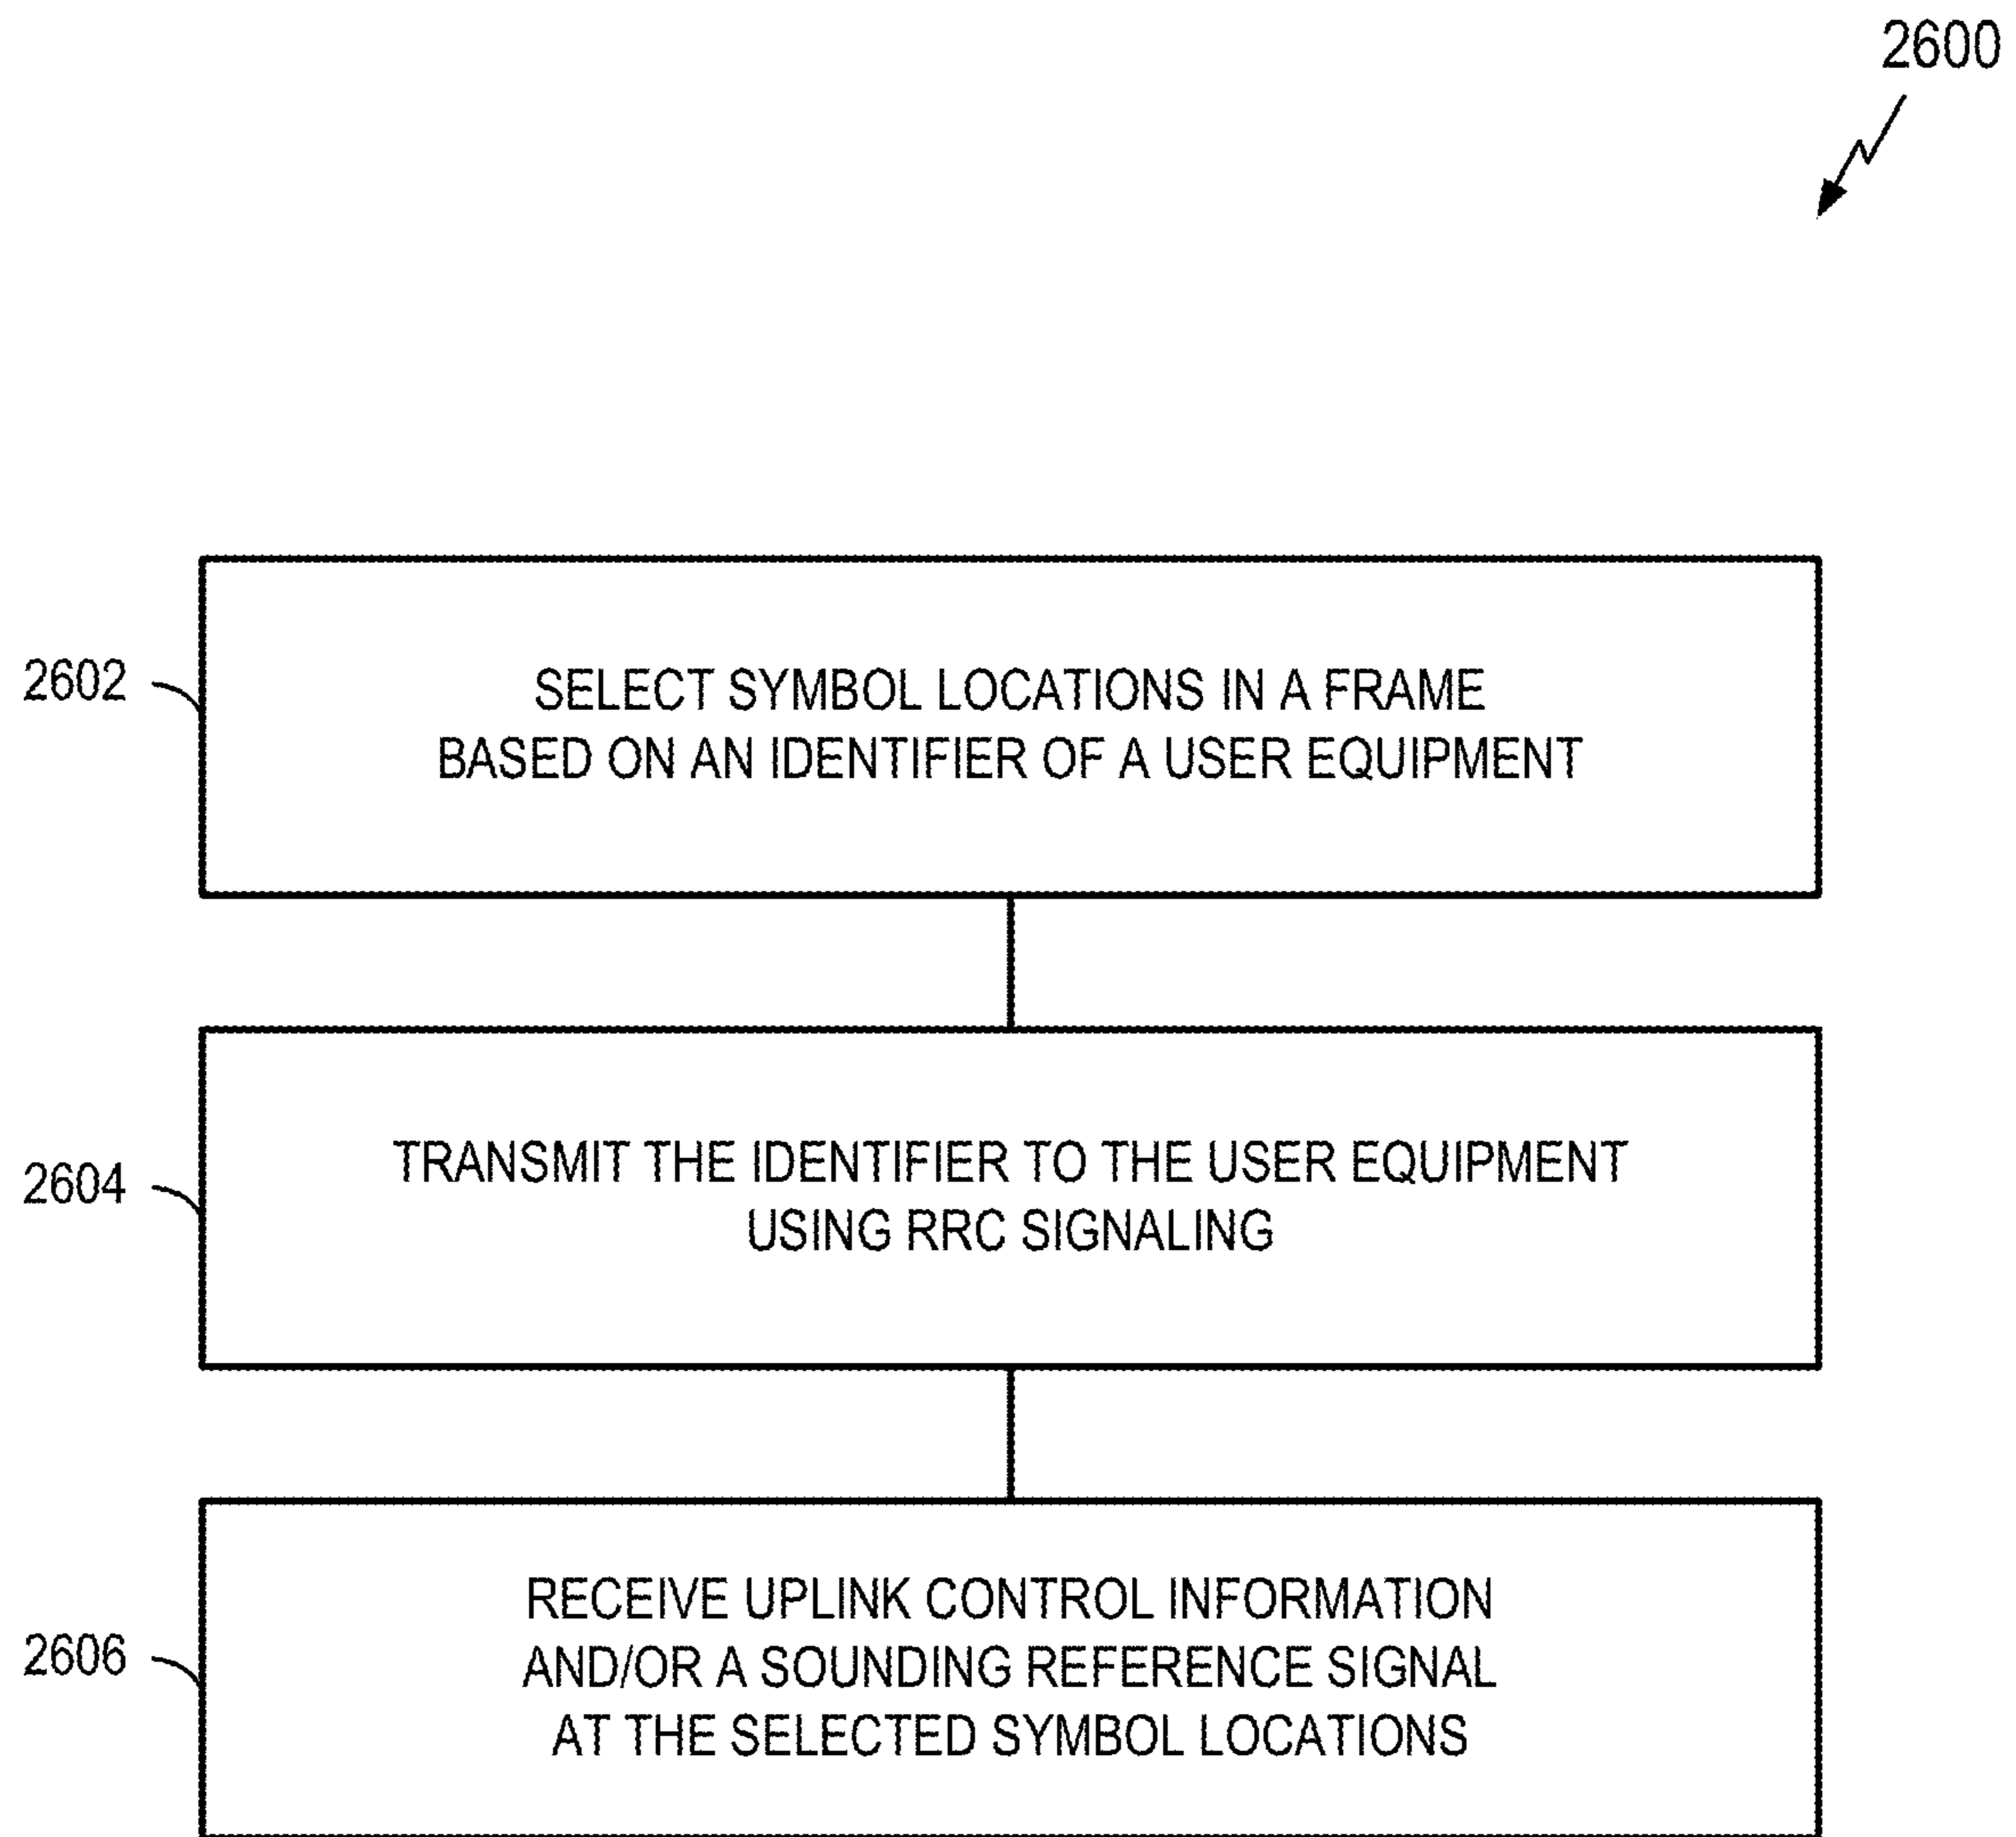 2600
2602
SELECT SYMBOL LOCATIONS IN A FRAME
BASED ON AN IDENTIFIER OF A USER EQUIPMENT
2604
TRANSMIT THE IDENTIFIER TO THE USER EQUIPMENT
USING RRC SIGNALING
2606
RECEIVE UPLINK CONTROL INFORMATION
AND/OR A SOUNDING REFERENCE SIGNAL
AT THE SELECTED SYMBOL LOCATIONS